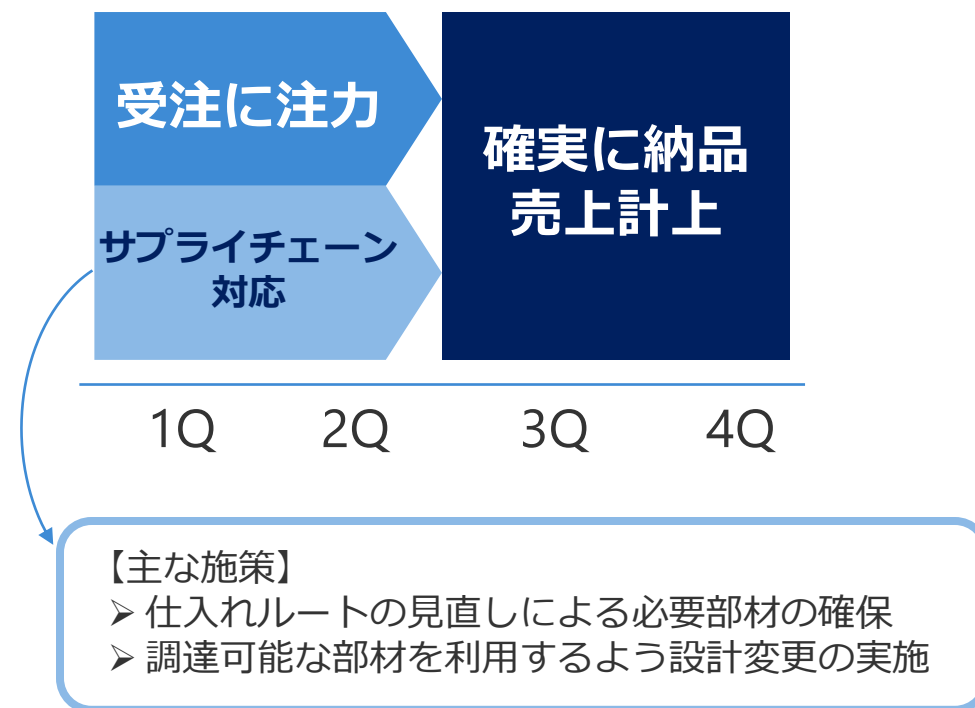 受注に注力
サプライチェーン
対応
確実に納品
売上計上
1Q 2Q 3Q 4Q
【主な施策】
➢ 仕入れルートの見直しによる必要部材の確保
➢ 調達可能な部材を利用するよう設計変更の実施